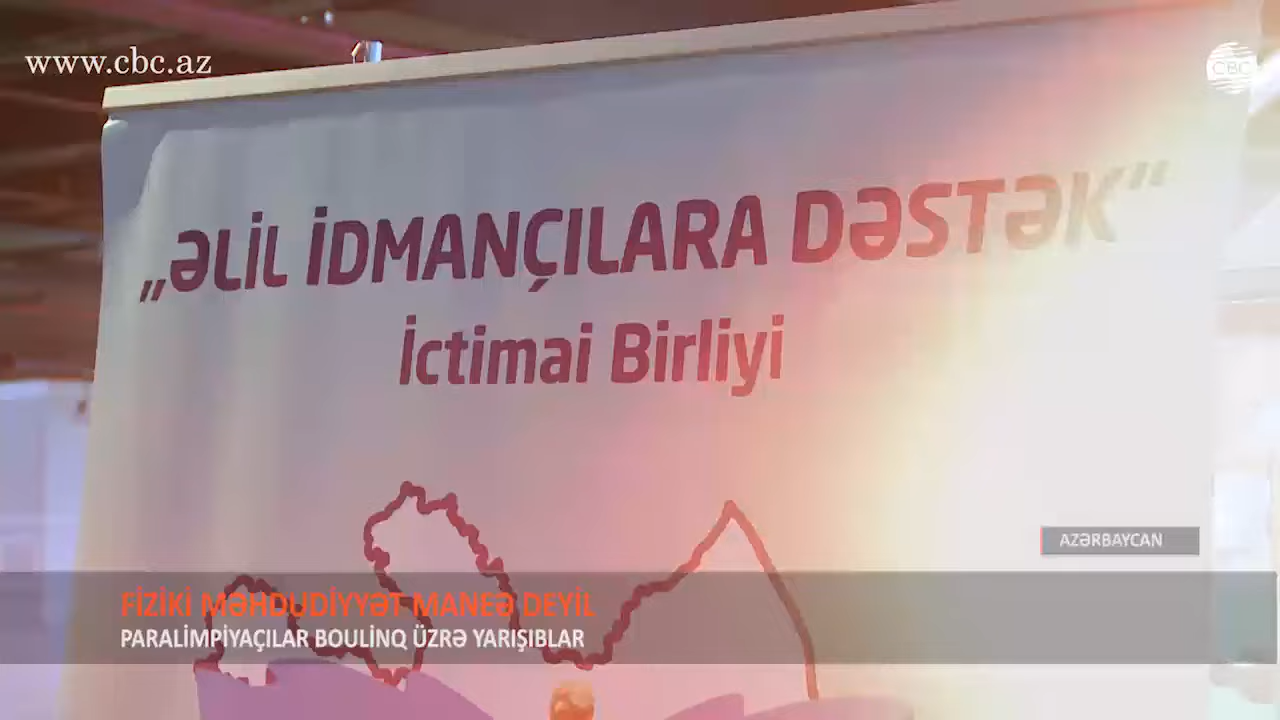 www.cbc.az
CBC
„ƏLİL İDMANÇILARA DƏSTƏK"
İctimai Birliyi
AZƏRBAYCAN
FİZİKİ MƏHDUDİYYƏT MANEƏ DEYİL
PARALİMPİYAÇILAR BOULİNQ ÜZRƏ YARIŞIBLAR